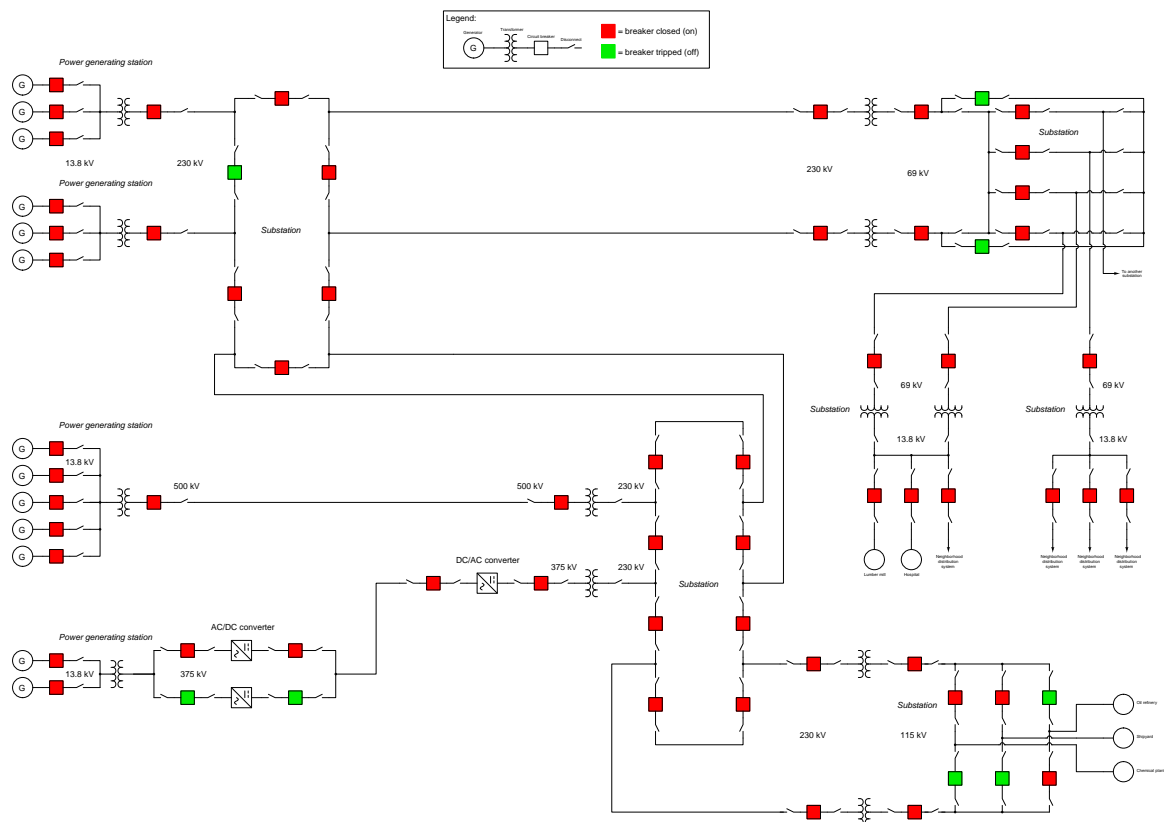 Legend:
Generator
Transformer
Circuit breaker
Disconnect
G
= breaker closed (on)
= breaker tripped (off)
Power generating station
G
G
G
13.8 kV
230 kV
230 kV
69 kV
Substation
Power generating station
G
G
G
Substation
To another
substation
69 kV
69 kV
Substation
Substation
13.8 kV
13.8 kV
Power generating station
G
13.8 kV
G
G
G
G
500 kV
500 kV
230 kV
Lumber mill
Hospital
Neighborhood
distribution
system
Neighborhood
distribution
system
Neighborhood
distribution
system
Neighborhood
distribution
system
DC/AC converter
375 kV
230 kV
Substation
Power generating station
AC/DC converter
G
13.8 kV
G
375 kV
Substation
230 kV
115 kV
Oil refinery
Shipyard
Chemical plant